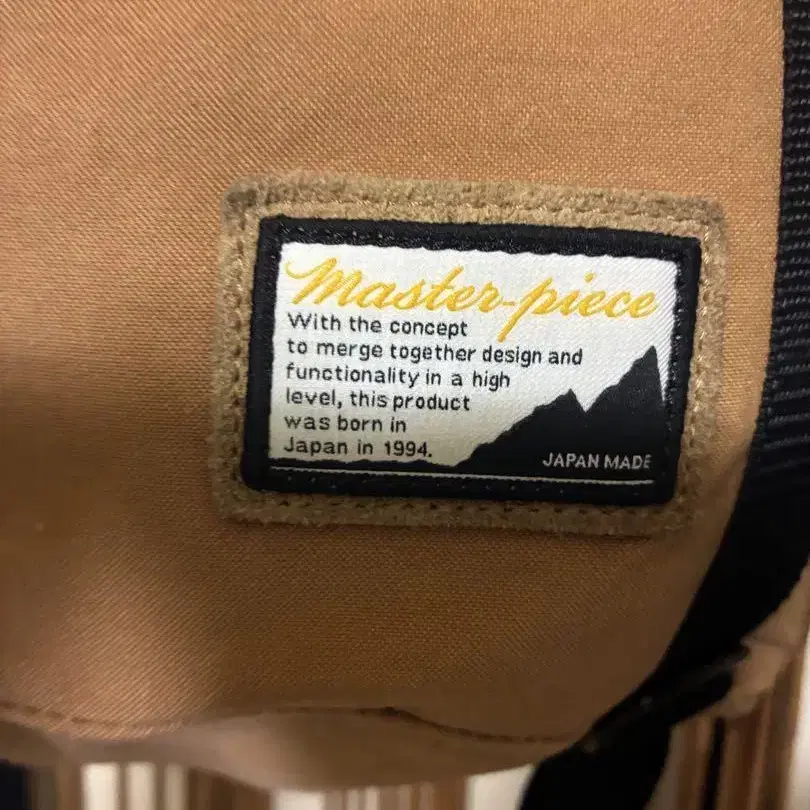 Master-piece
With the concept
to merge together design and
functionality in a high
level, this product
was born in
Japan in 1994.
JAPAN MADE